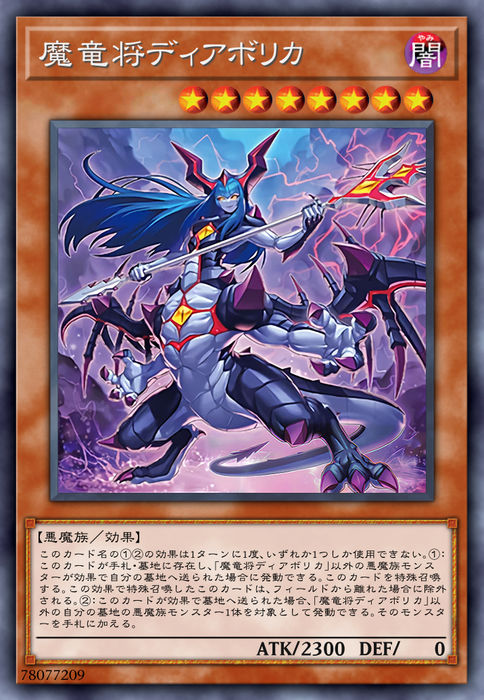 魔竜将ディアボリカ
やみ
闇
【悪魔族／効果】
このカード名の①②の効果は1ターンに1度、いずれか1つしか使用できない。①：
このカードが手札・墓地に存在し、「魔竜将ディアボリカ」以外の悪魔族モンス
ターが効果で自分の墓地へ送られた場合に発動できる。このカードを特殊召喚
する。この効果で特殊召喚したこのカードは、フィールドから離れた場合に除外
される。②：このカードが効果で墓地へ送られた場合、「魔竜将ディアボリカ」以
外の自分の墓地の悪魔族モンスター1体を対象として発動できる。そのモンスタ
ーを手札に加える。
ATK/2300 DEF/ 0
78077209